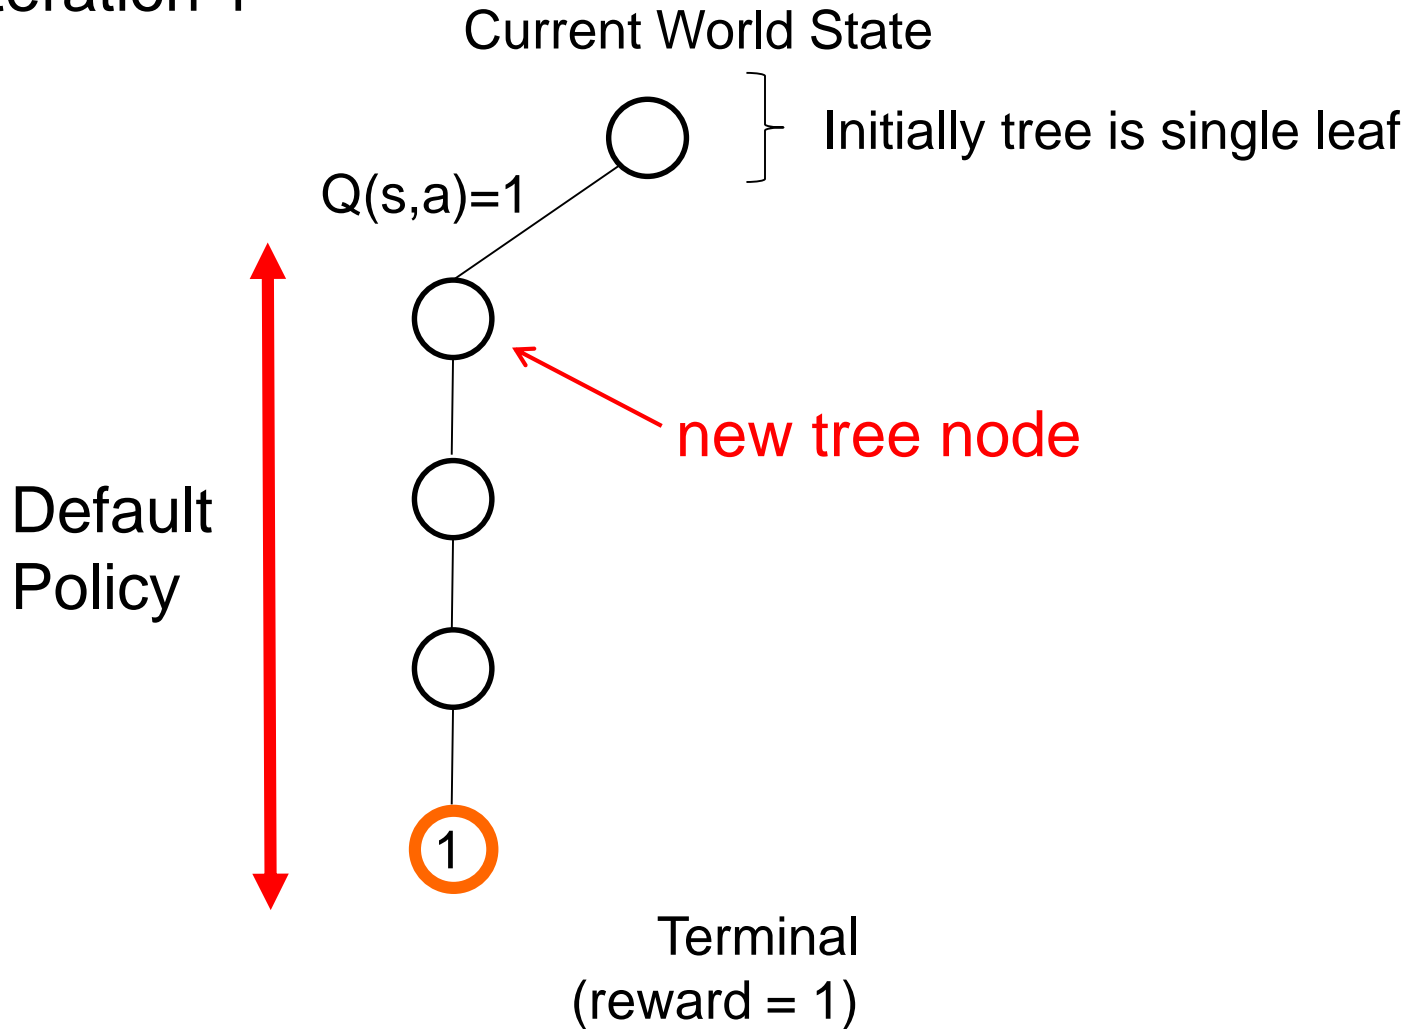 Current World State
Initially tree is single leaf
Q(s,a)=1
new tree node
Default
Policy
1
Terminal
(reward = 1)